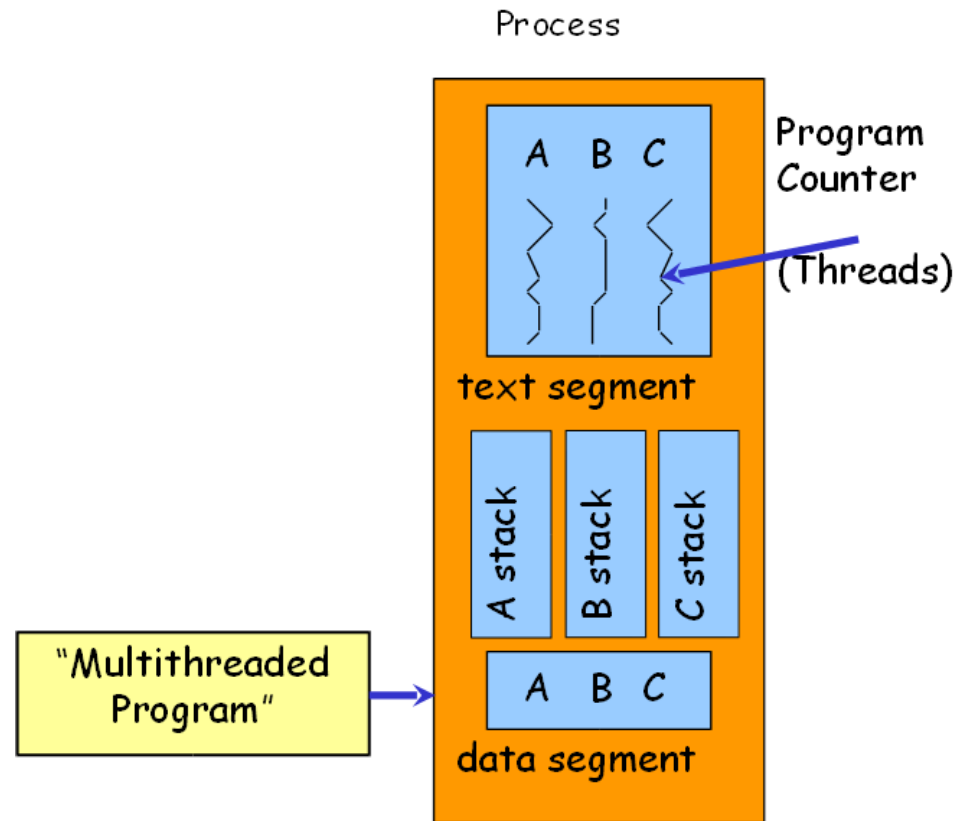 Process
A B C
Program
Counter
(Threads)
text segment
A stack
B stack
C stack
"Multithreaded
Program"
A B C
data segment